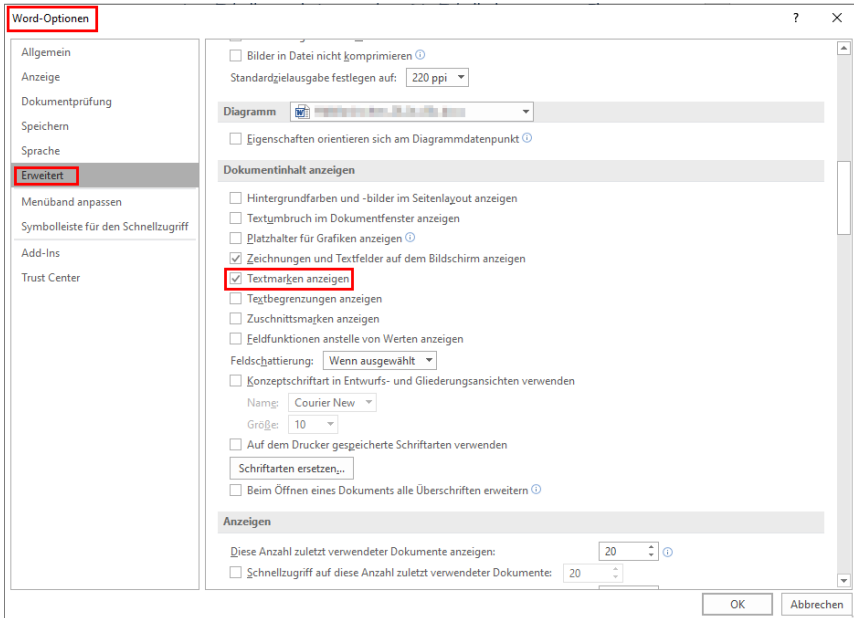 Word-Optionen
?
Allgemein
Anzeige
Dokumentprüfung
Speichern
Sprache
Erweitert
Menüband anpassen
Symbolleiste für den Schnellzugriff
Add-Ins
Trust Center
Bilder in Datei nicht komprimieren
Standardzielausgabe festlegen auf: 220 ppi
Diagramm
Eigenschaften orientieren sich am Diagrammdatenpunkt
Dokumentinhalt anzeigen
Hintergrundfarben und -bilder im Seitenlayout anzeigen
Textumbruch im Dokumentfenster anzeigen
Platzhalter für Grafiken anzeigen
Zeichnungen und Textfelder auf dem Bildschirm anzeigen
Textmarken anzeigen
Textbegrenzungen anzeigen
Zuschnittsmarken anzeigen
Feldfunktionen anstelle von Werten anzeigen
Feldschattierung: Wenn ausgewählt
Konzeptschriftart in Entwurfs- und Gliederungsansichten verwenden
Name: Courier New
Größe: 10
Auf dem Drucker gespeicherte Schriftarten verwenden
Schriftarten ersetzen...
Beim Öffnen eines Dokuments alle Überschriften erweitern
Anzeigen
Diese Anzahl zuletzt verwendeter Dokumente anzeigen: 20
Schnellzugriff auf diese Anzahl zuletzt verwendeter Dokumente: 20
OK Abbrechen